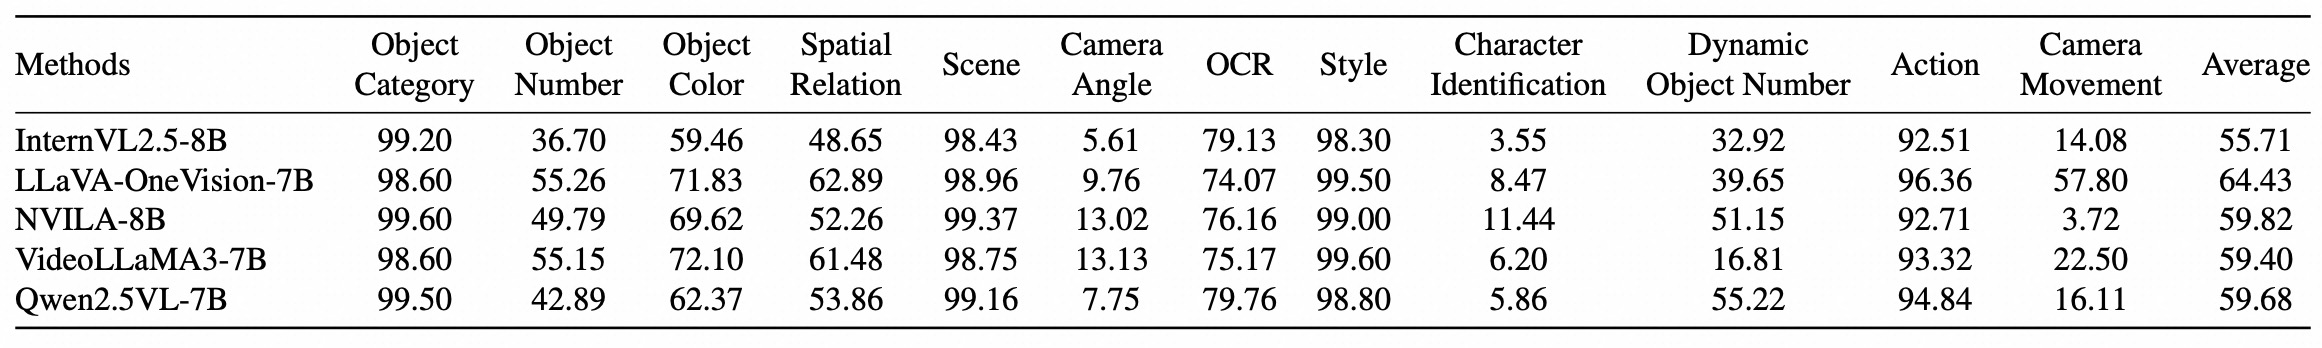 Methods Object Category Object Number Object Color Spatial Relation Scene Camera Angle OCR Style Character Identification Dynamic Object Number Action Camera Movement Average
InternVL2.5-8B 99.20 36.70 59.46 48.65 98.43 5.61 79.13 98.30 3.55 32.92 92.51 14.08 55.71
LLaVA-OneVision-7B 98.60 55.26 71.83 62.89 98.96 9.76 74.07 99.50 8.47 39.65 96.36 57.80 64.43
NVILA-8B 99.60 49.79 69.62 52.26 99.37 13.02 76.16 99.00 11.44 51.15 92.71 3.72 59.82
VideoLLaMA3-7B 98.60 55.15 72.10 61.48 98.75 13.13 75.17 99.60 6.20 16.81 93.32 22.50 59.40
Qwen2.5VL-7B 99.50 42.89 62.37 53.86 99.16 7.75 79.76 98.80 5.86 55.22 94.84 16.11 59.68